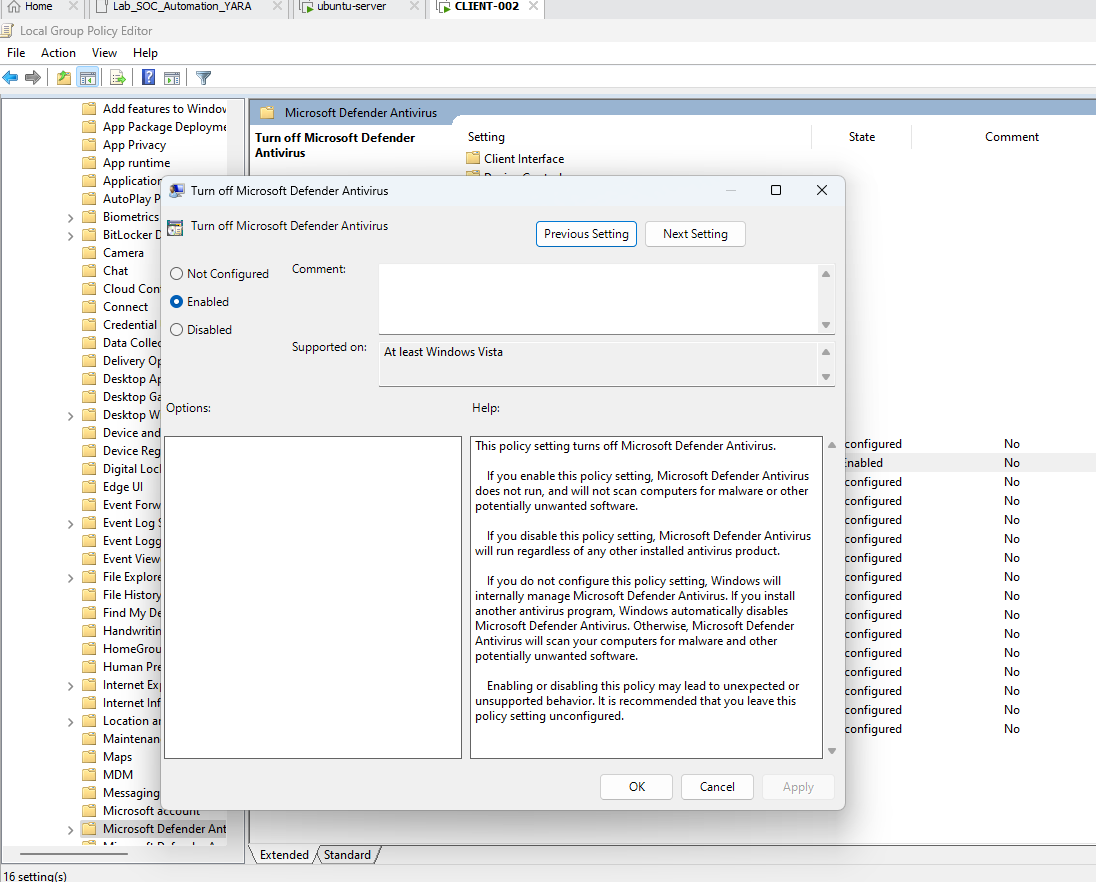 Home
Lab_SOC_Automation_YARA
ubuntu-server
CLIENT-002
Local Group Policy Editor
File Action View Help
Add features to Window
App Package Deployme
App Privacy
App runtime
Application
AutoPlay P
Biometrics
BitLocker D
Camera
Chat
Cloud Con
Connect
Credential
Data Collec
Delivery Op
Desktop Ap
Desktop Ga
Desktop W
Device and
Device Reg
Digital Loc
Edge UI
Event Forw
Event Log S
Event Logg
Event View
File Explore
File History
Find My De
Handwritin
HomeGrou
Human Pre
Internet Exp
Internet Inf
Location a
Maintenan
Maps
MDM
Messaging
Microsoft account
Microsoft Defender Ant
Microsoft Defender Antivirus
Turn off Microsoft Defender
Antivirus
Setting State Comment
Client Interface
Turn off Microsoft Defender Antivirus
Turn off Microsoft Defender Antivirus
Previous Setting Next Setting
Not Configured
Enabled
Disabled
Comment:
Supported on:
At least Windows Vista
Options:
Help:
This policy setting turns off Microsoft Defender Antivirus.
If you enable this policy setting, Microsoft Defender Antivirus
does not run, and will not scan computers for malware or other
potentially unwanted software.
If you disable this policy setting, Microsoft Defender Antivirus
will run regardless of any other installed antivirus product.
If you do not configure this policy setting, Windows will
internally manage Microsoft Defender Antivirus. If you install
another antivirus program, Windows automatically disables
Microsoft Defender Antivirus. Otherwise, Microsoft Defender
Antivirus will scan your computers for malware and other
potentially unwanted software.
Enabling or disabling this policy may lead to unexpected or
unsupported behavior. It is recommended that you leave this
policy setting unconfigured.
OK Cancel Apply
configured No
Enabled No
configured No
configured No
configured No
configured No
configured No
configured No
configured No
configured No
configured No
configured No
configured No
configured No
configured No
configured No
Extended Standard
16 setting(s)